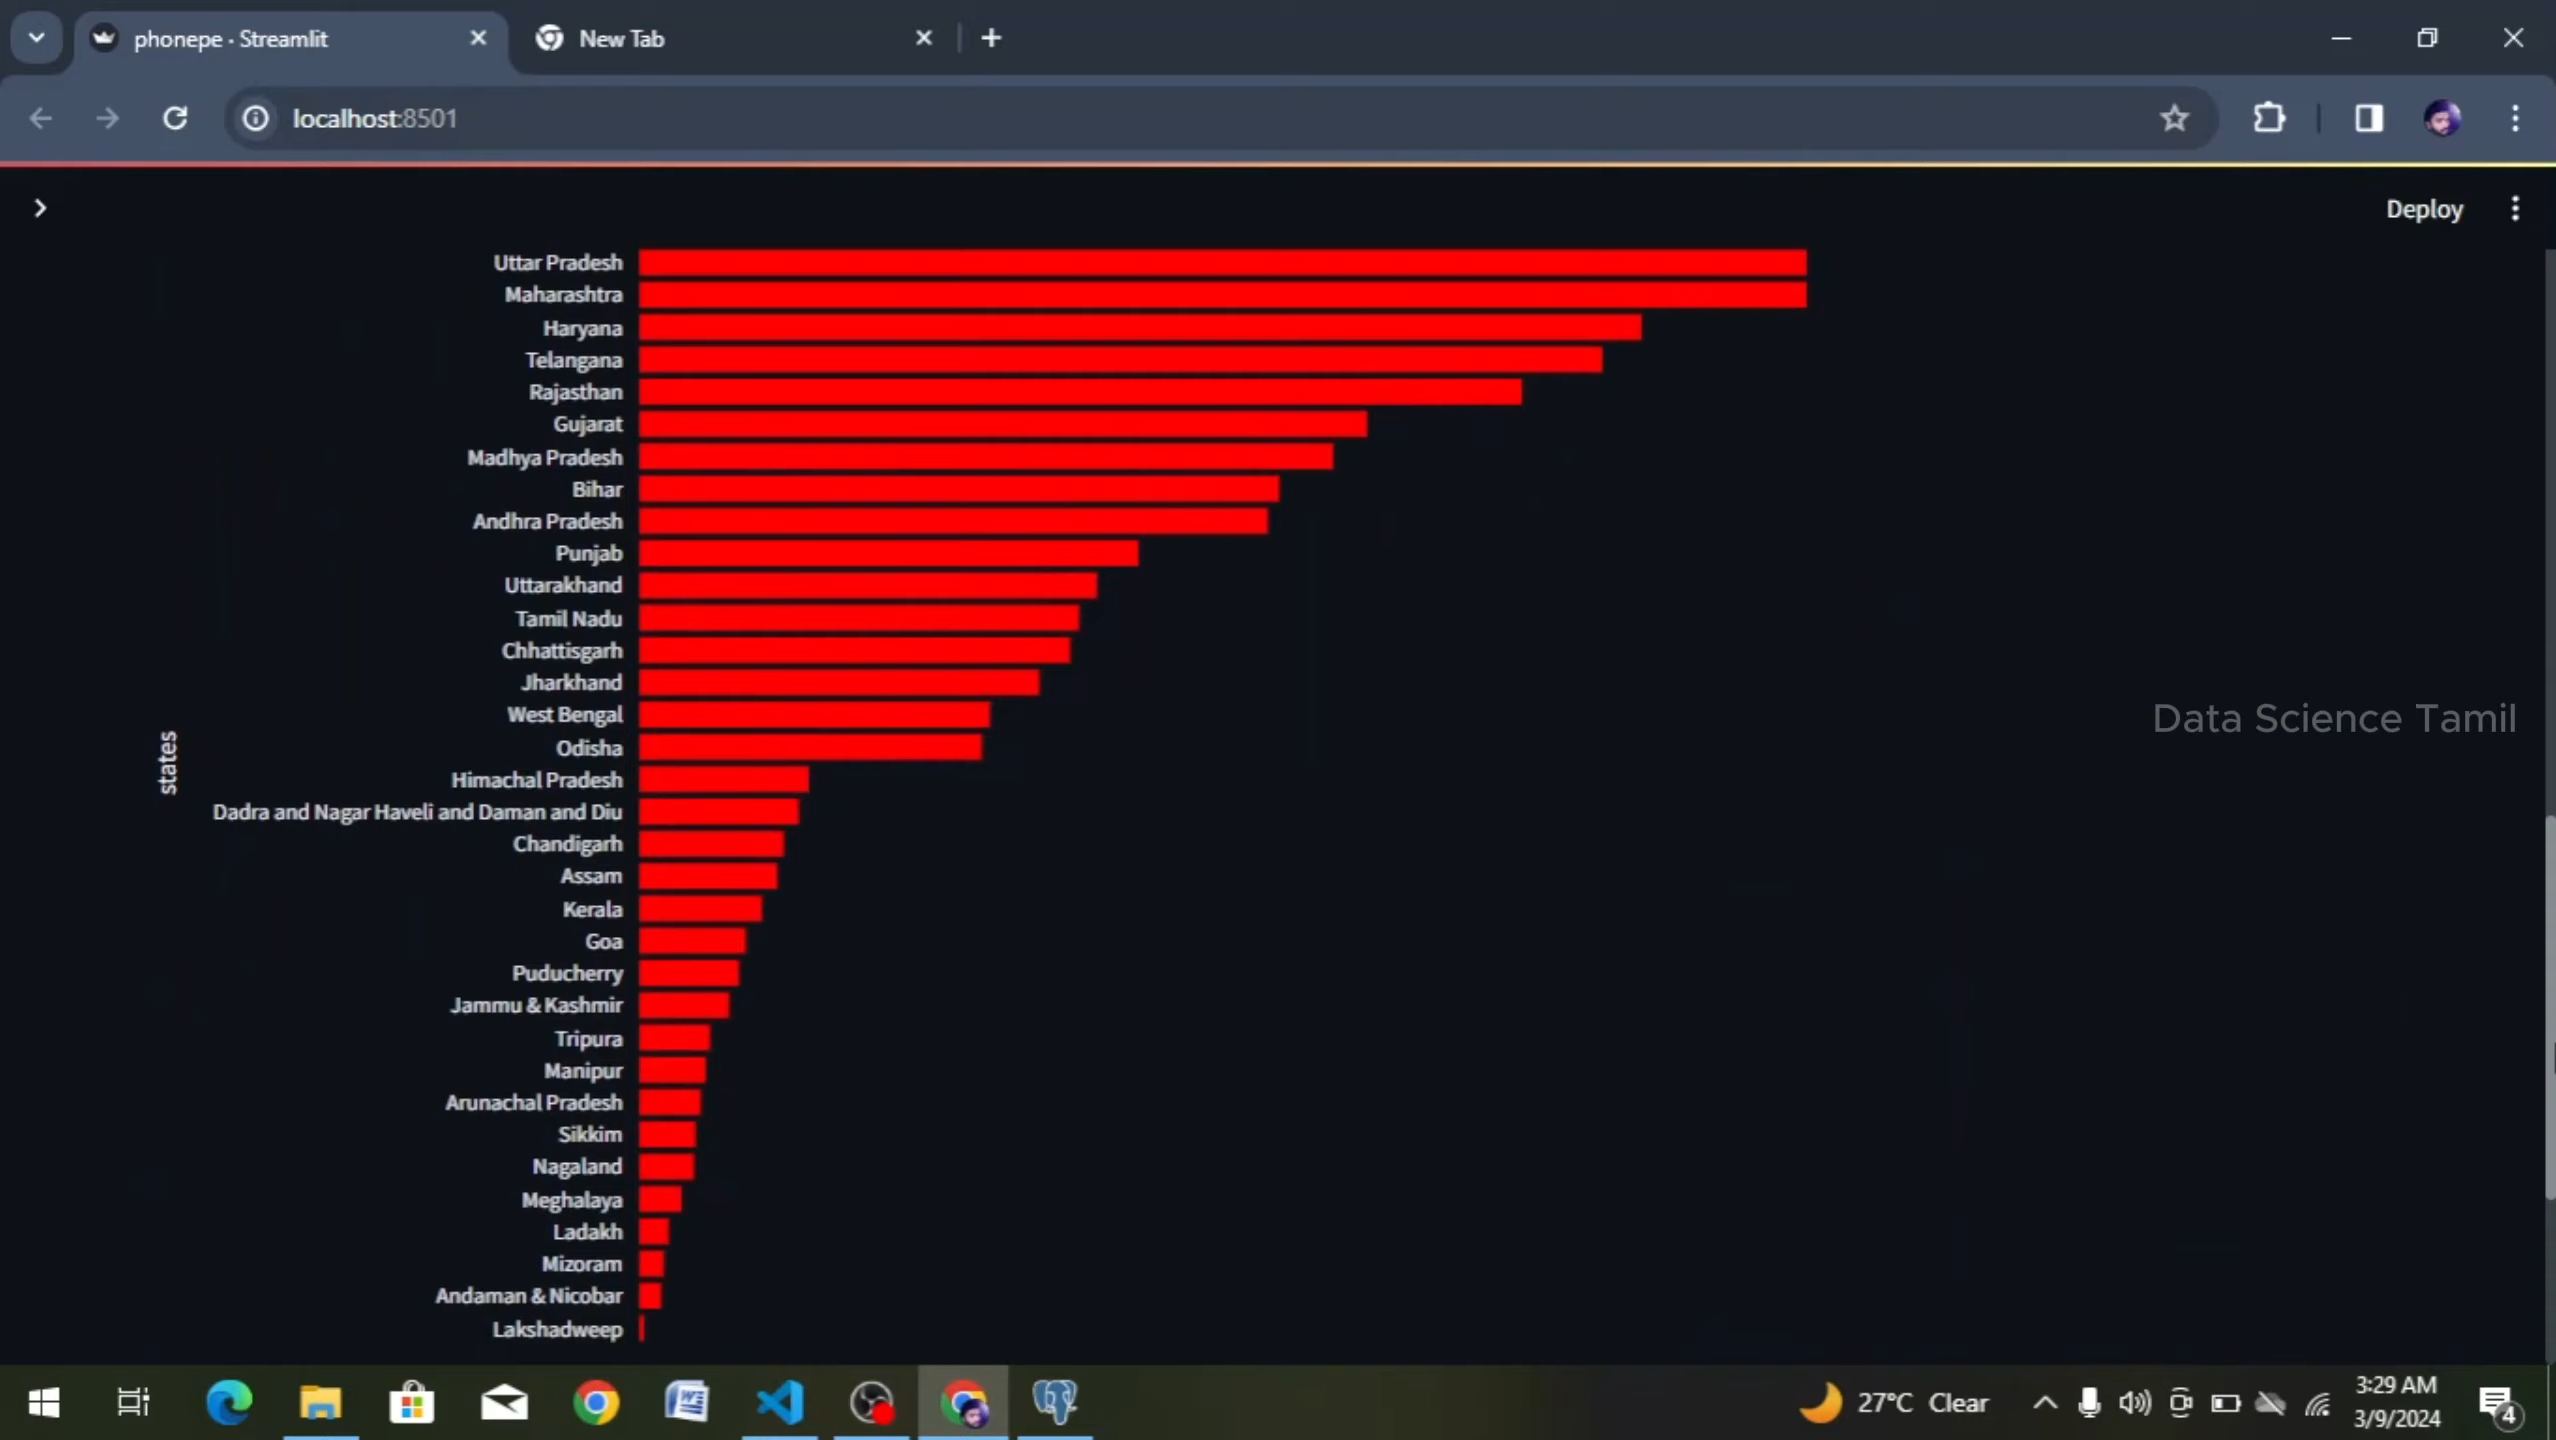 phonepe · Streamlit
New Tab
localhost:8501
Deploy
Uttar Pradesh
Maharashtra
Haryana
Telangana
Rajasthan
Gujarat
Madhya Pradesh
Bihar
Andhra Pradesh
Punjab
Uttarakhand
Tamil Nadu
Chhattisgarh
Jharkhand
West Bengal
Odisha
Himachal Pradesh
Dadra and Nagar Haveli and Daman and Diu
Chandigarh
Assam
Kerala
Goa
Puducherry
Jammu & Kashmir
Tripura
Manipur
Arunachal Pradesh
Sikkim
Nagaland
Meghalaya
Ladakh
Mizoram
Andaman & Nicobar
Lakshadweep
states
Data Science Tamil
27°C Clear
3:29 AM
3/9/2024
4